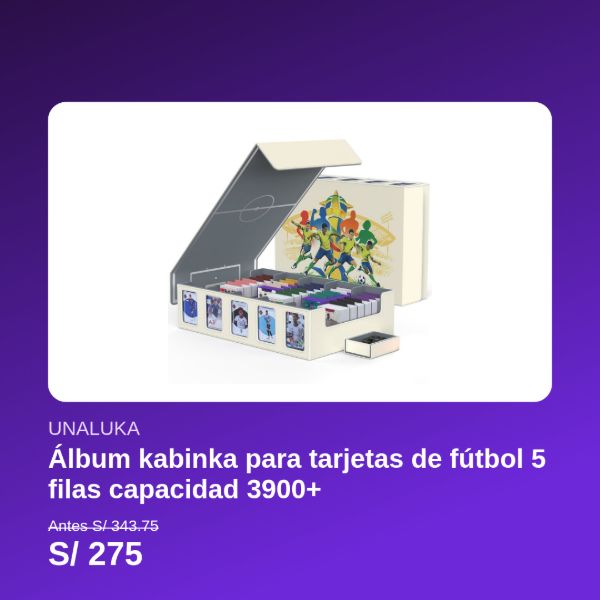 UNALUKA
Álbum kabinka para tarjetas de fútbol 5
filas capacidad 3900+
Antes S/ 343.75
S/ 275